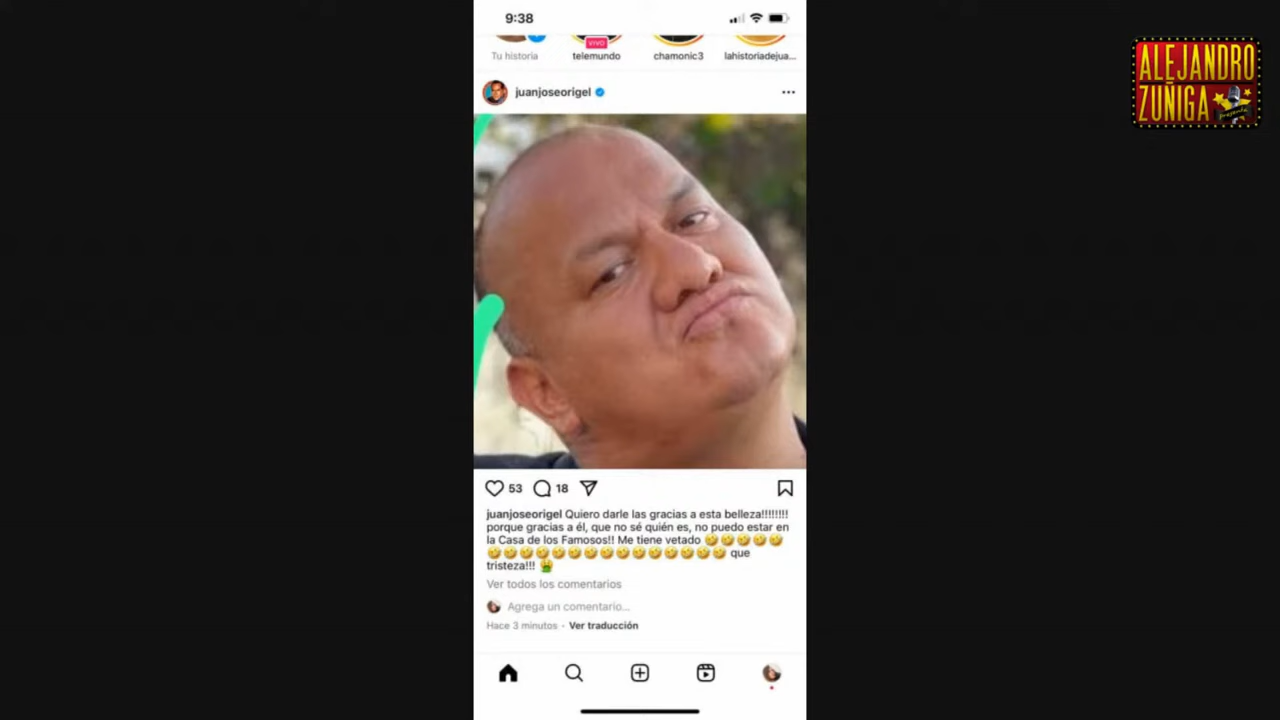 9:38
VIVO
Tu historia
telemundo
chamonic3
lahistoriadejua...
juanjoseorigel
ALEJANDRO
ZUÑIGA
presenta
53
18
juanjoseorigel Quiero darle las gracias a esta belleza!!!!!!!!
porque gracias a él, que no sé quién es, no puedo estar en
la Casa de los Famosos!! Me tiene vetado 🤣🤣🤣🤣🤣
🤣🤣🤣🤣🤣🤣🤣🤣🤣🤣🤣🤣🤣🤣🤣 que
tristeza!!! 🤮
Ver todos los comentarios
Agrega un comentario...
Hace 3 minutos · Ver traducción